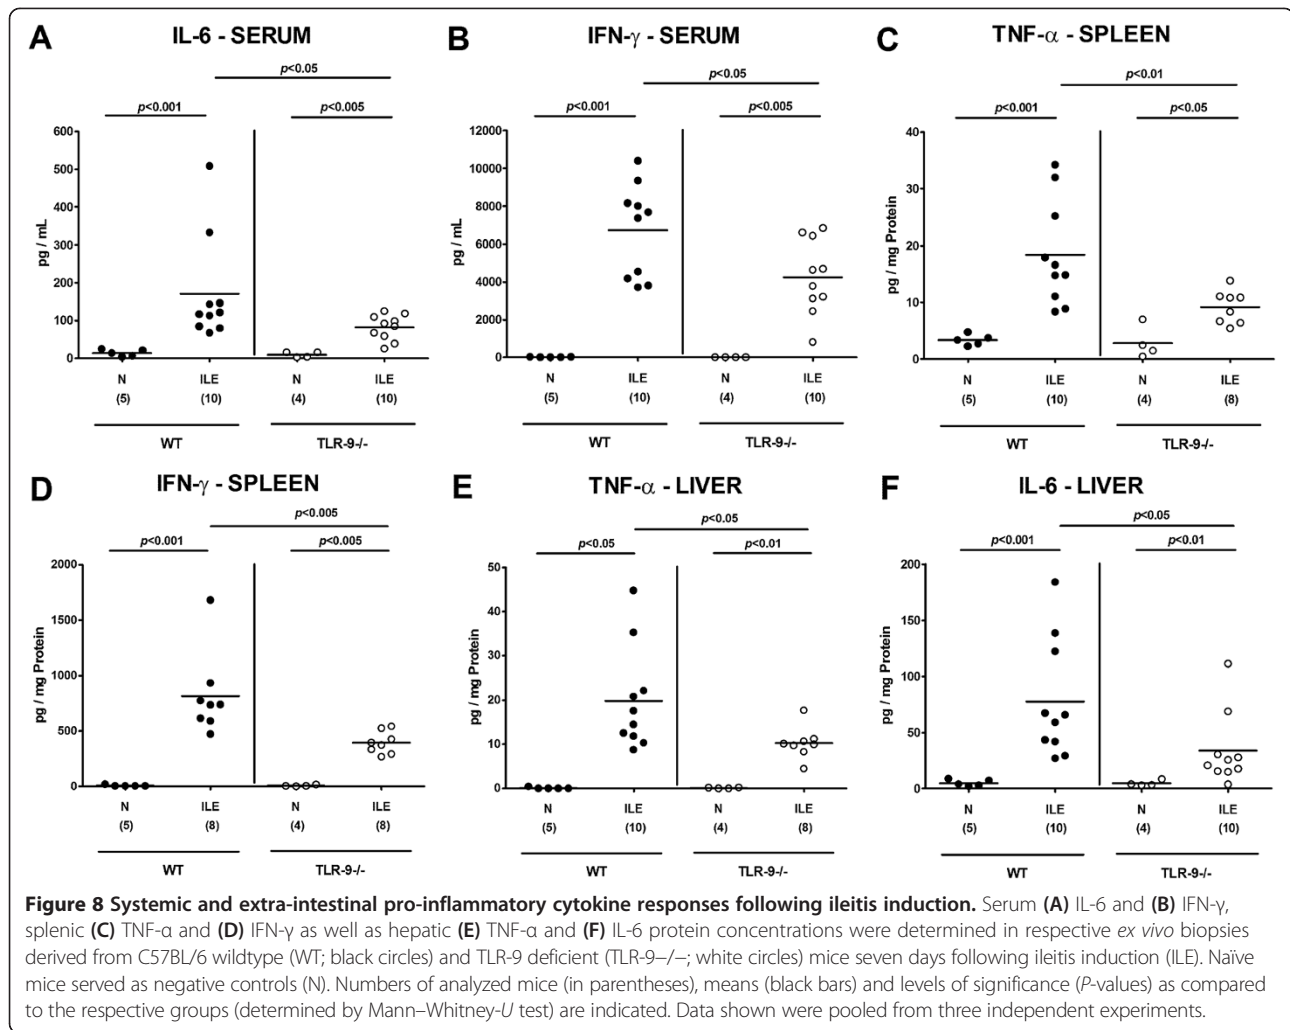 A
IL-6 - SERUM
p<0.05
p<0.001
p<0.005
600
500
400
300
200
100
0
pg / mL
N
ILE
N
ILE
(5)
(10)
(4)
(10)
WT
TLR-9-/-
B
IFN-γ - SERUM
p<0.05
p<0.001
p<0.005
12000
10000
8000
6000
4000
2000
0
pg / mL
N
ILE
N
ILE
(5)
(10)
(4)
(10)
WT
TLR-9-/-
C
TNF-α - SPLEEN
p<0.01
p<0.001
p<0.05
40
30
20
10
0
pg / mg Protein
N
ILE
N
ILE
(5)
(10)
(4)
(8)
WT
TLR-9-/-
D
IFN-γ - SPLEEN
p<0.005
p<0.001
p<0.005
2000
1500
1000
500
0
pg / mg Protein
N
ILE
N
ILE
(5)
(8)
(4)
(8)
WT
TLR-9-/-
E
TNF-α - LIVER
p<0.05
p<0.05
p<0.01
50
40
30
20
10
0
pg / mg Protein
N
ILE
N
ILE
(5)
(10)
(4)
(8)
WT
TLR-9-/-
F
IL-6 - LIVER
p<0.05
p<0.001
p<0.01
200
150
100
50
0
pg / mg Protein
N
ILE
N
ILE
(5)
(10)
(4)
(10)
WT
TLR-9-/-
Figure 8 Systemic and extra-intestinal pro-inflammatory cytokine responses following ileitis induction. Serum (A) IL-6 and (B) IFN-γ,
splenic (C) TNF-α and (D) IFN-γ as well as hepatic (E) TNF-α and (F) IL-6 protein concentrations were determined in respective ex vivo biopsies
derived from C57BL/6 wildtype (WT; black circles) and TLR-9 deficient (TLR-9−/−; white circles) mice seven days following ileitis induction (ILE). Naïve
mice served as negative controls (N). Numbers of analyzed mice (in parentheses), means (black bars) and levels of significance (P-values) as compared
to the respective groups (determined by Mann–Whitney-U test) are indicated. Data shown were pooled from three independent experiments.